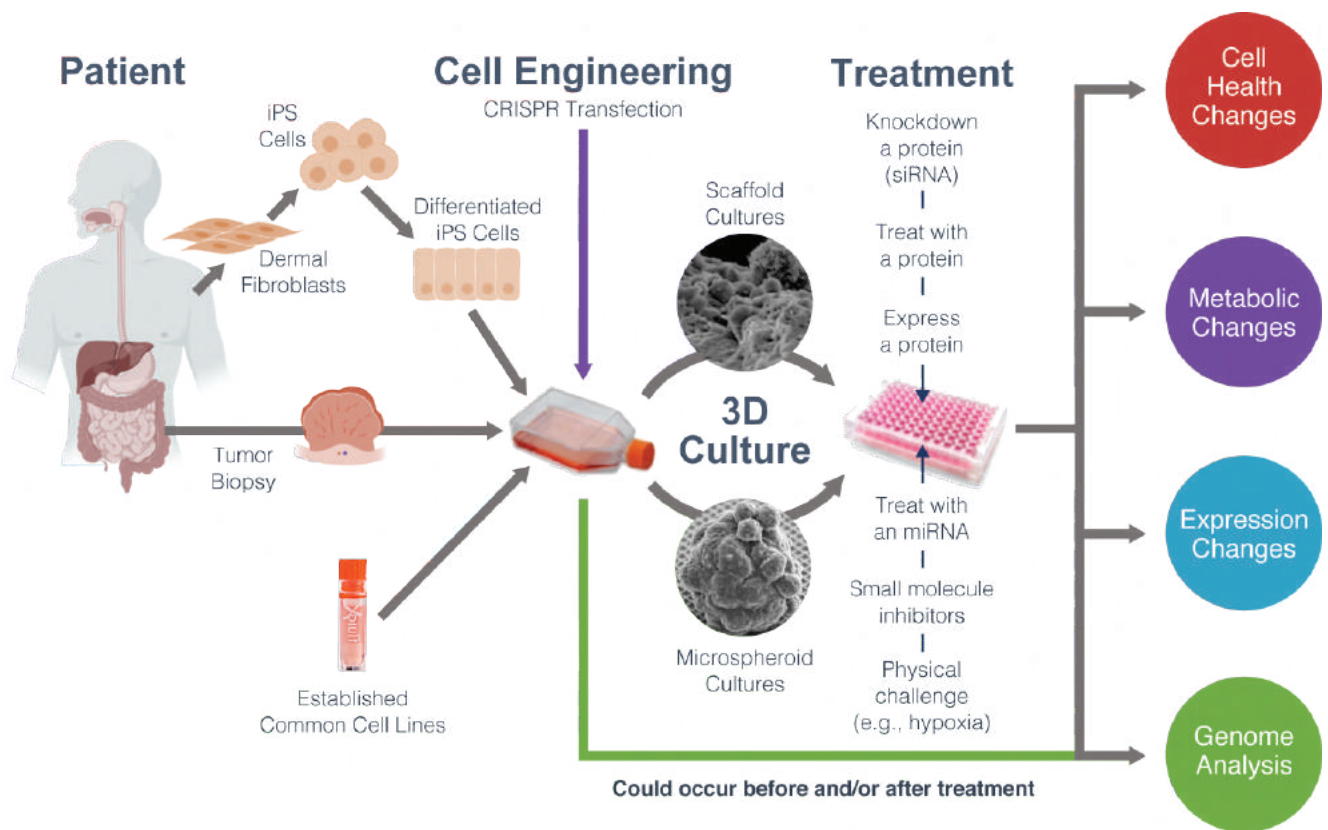 Patient
Cell Engineering
CRISPR Transfection
Treatment
iPS
Cells
Dermal
Fibroblasts
Differentiated
iPS Cells
Tumor
Biopsy
Established
Common Cell Lines
Scaffold
Cultures
3D
Culture
Microspheroid
Cultures
Knockdown
a protein
(siRNA)
Treat with
a protein
Express
a protein
Treat with
an miRNA
Small molecule
inhibitors
Physical
challenge
(e.g., hypoxia)
Could occur before and/or after treatment
Cell
Health
Changes
Metabolic
Changes
Expression
Changes
Genome
Analysis